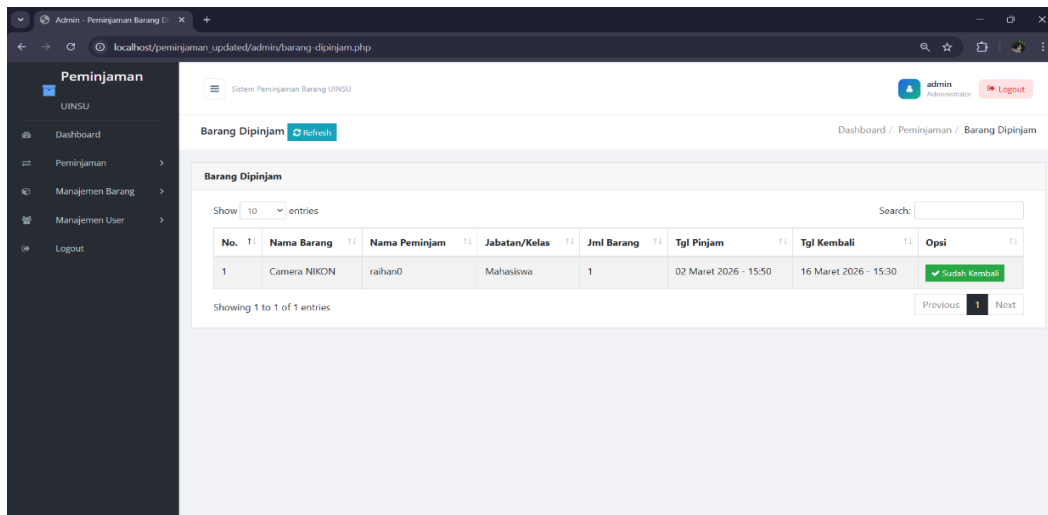 Admin - Peminjaman Barang D
localhost/peminjaman_updated/admin/barang-dipinjam.php
Peminjaman
UINSU
Dashboard
Peminjaman
Manajemen Barang
Manajemen User
Logout
Sistem Peminjaman Barang UINSU
admin
Administrator
Logout
Barang Dipinjam Refresh
Dashboard / Peminjaman / Barang Dipinjam
Barang Dipinjam
Show 10 entries
Search:
No. Nama Barang Nama Peminjam Jabatan/Kelas Jml Barang Tgl Pinjam Tgl Kembali Opsi
1 Camera NIKON raihan0 Mahasiswa 1 02 Maret 2026 - 15:50 16 Maret 2026 - 15:30 Sudah Kembali
Showing 1 to 1 of 1 entries
Previous 1 Next